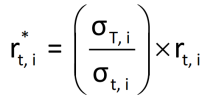 r*t, i = (σT, i / σt, i) × rt, i